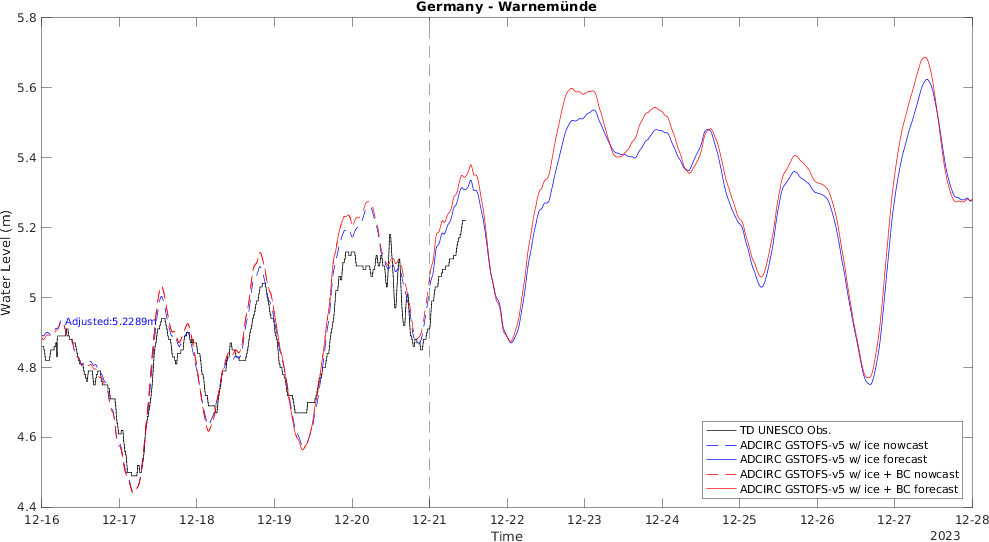 Germany - Warnemünde
Water Level (m)
5.8
5.6
5.4
5.2
5
4.8
4.6
4.4
Adjusted:5.2289m
TD UNESCO Obs.
ADCIRC GSTOFS-v5 w/ ice nowcast
ADCIRC GSTOFS-v5 w/ ice forecast
ADCIRC GSTOFS-v5 w/ ice + BC nowcast
ADCIRC GSTOFS-v5 w/ ice + BC forecast
12-16 12-17 12-18 12-19 12-20 12-21 12-22 12-23 12-24 12-25 12-26 12-27 12-28
Time
2023